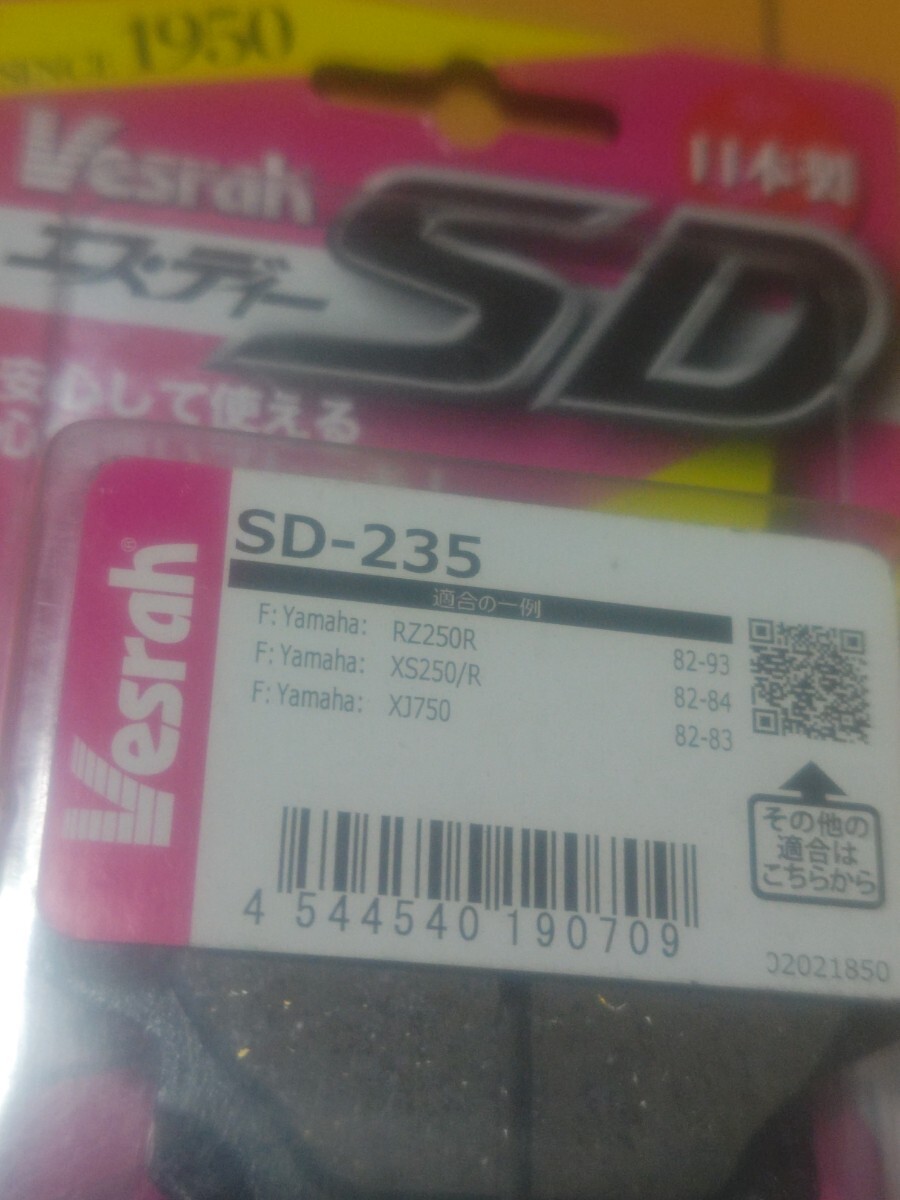 SINCE 1950
Vesrah
日本製
エス・ディー
SD
安心して使える
心
Vesrah®
SD-235
適合の一例
F: Yamaha: RZ250R 82-93
F: Yamaha: XS250/R 82-84
F: Yamaha: XJ750 82-83
その他の
適合は
こちらから
4 544540 190709
02021850